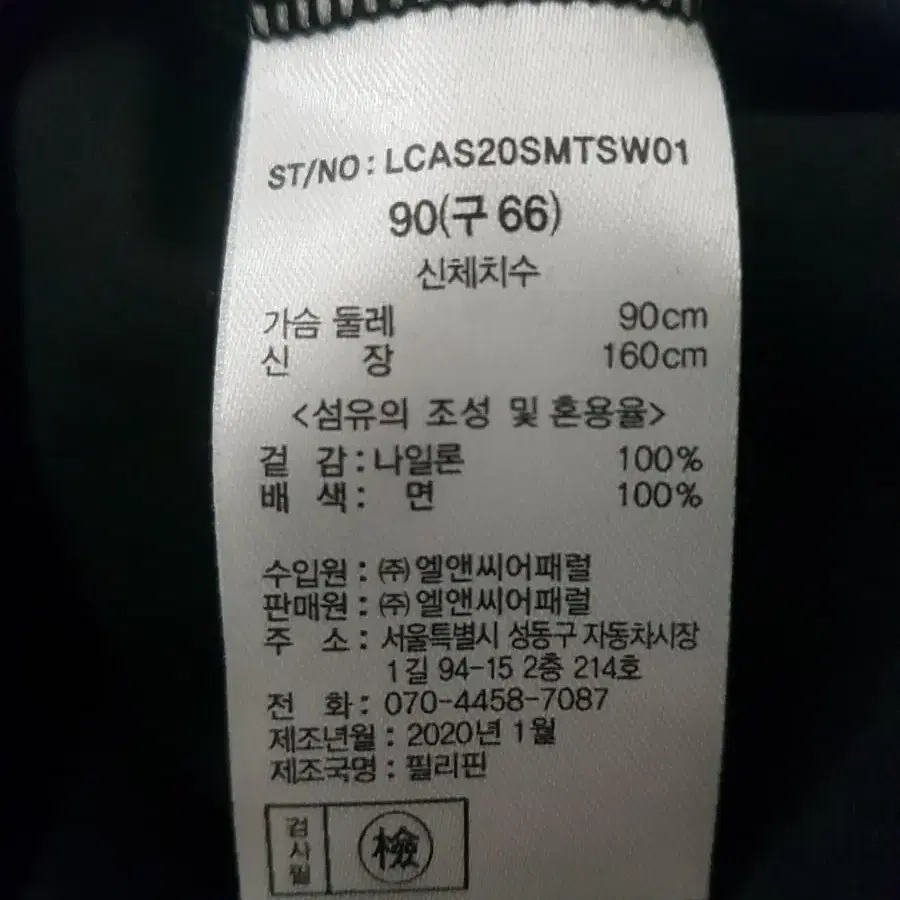 ST/NO : LCAS20SMTSW01
90(구 66)
신체치수
가슴 둘레 90cm
신 장 160cm
<섬유의 조성 및 혼용율>
겉 감 : 나일론 100%
배 색 : 면 100%
수입원 : ㈜엘앤씨어패럴
판매원 : ㈜엘앤씨어패럴
주 소 : 서울특별시 성동구 자동차시장
1길 94-15 2층 214호
전 화 : 070-4458-7087
제조년월 : 2020년 1월
제조국명 : 필리핀
검사필 檢